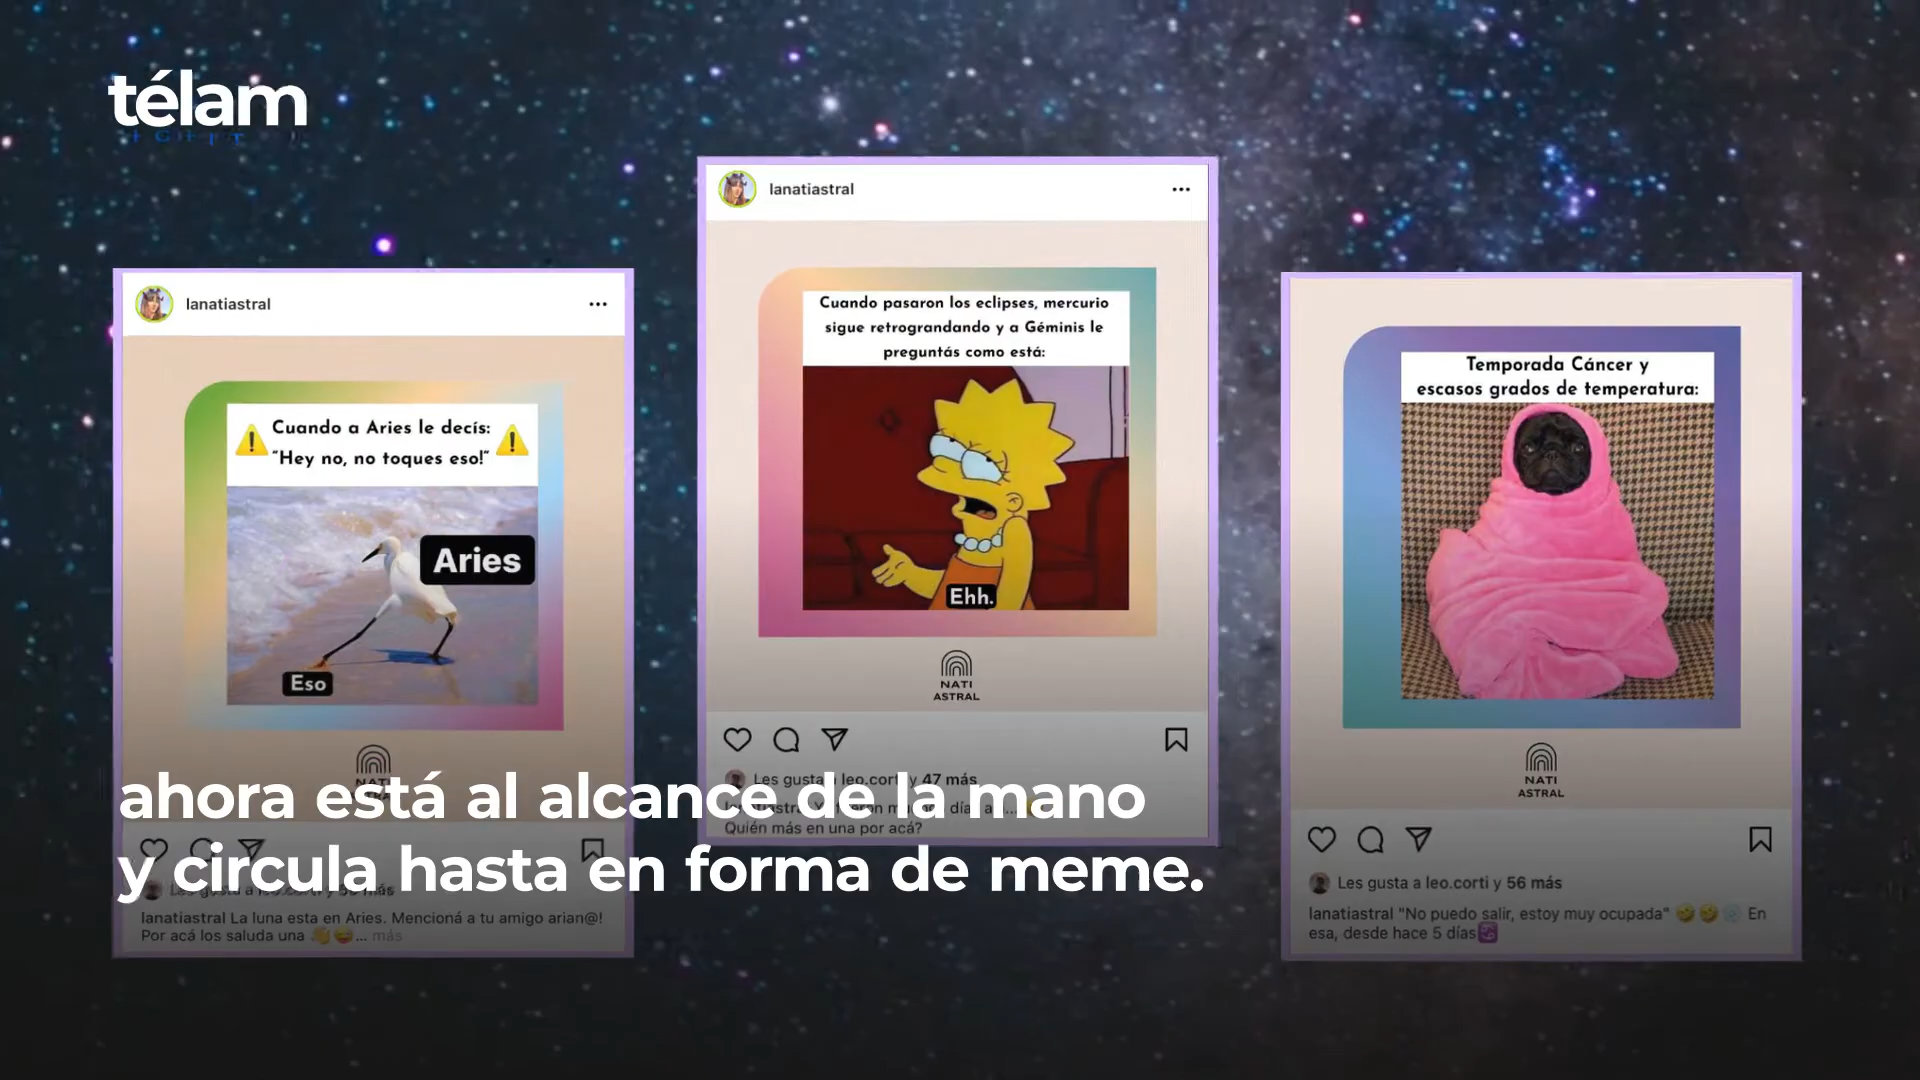 télam
lanatiastral
Cuando a Aries le decís:
"Hey no, no toques eso!"
Aries
Eso
lanatiastral La luna esta en Aries. Mencioná a tu amigo arian@!
Por acá los saluda una 👋😂... más
lanatiastral
Cuando pasaron los eclipses, mercurio
sigue retrograndando y a Géminis le
preguntás como está:
Ehh.
NATI
ASTRAL
Les gusta a leo.corti y 47 más
Quién más en una por acá?
Temporada Cáncer y
escasos grados de temperatura:
NATI
ASTRAL
Les gusta a leo.corti y 56 más
lanatiastral "No puedo salir, estoy muy ocupada" 🤣🤣 En
esa, desde hace 5 días♋
ahora está al alcance de la mano
y circula hasta en forma de meme.